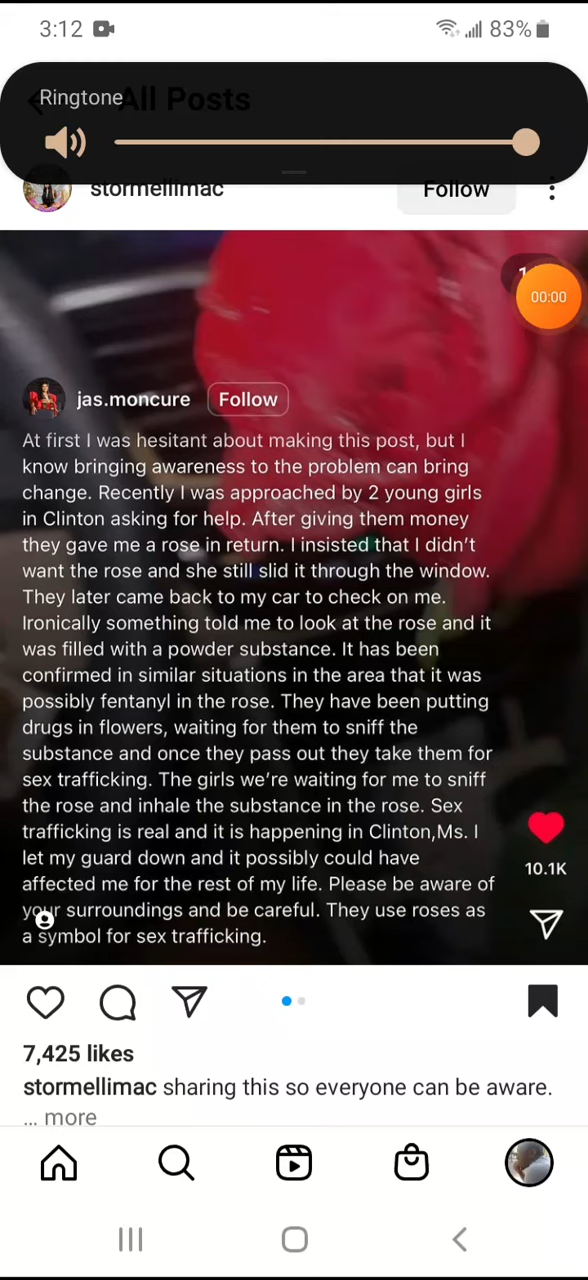 3:12
83%
Ringtone
All Posts
stormellimac
Follow
00:00
jas.moncure
Follow
At first I was hesitant about making this post, but I
know bringing awareness to the problem can bring
change. Recently I was approached by 2 young girls
in Clinton asking for help. After giving them money
they gave me a rose in return. I insisted that I didn't
want the rose and she still slid it through the window.
They later came back to my car to check on me.
Ironically something told me to look at the rose and it
was filled with a powder substance. It has been
confirmed in similar situations in the area that it was
possibly fentanyl in the rose. They have been putting
drugs in flowers, waiting for them to sniff the
substance and once they pass out they take them for
sex trafficking. The girls we're waiting for me to sniff
the rose and inhale the substance in the rose. Sex
trafficking is real and it is happening in Clinton,Ms. I
let my guard down and it possibly could have
affected me for the rest of my life. Please be aware of
your surroundings and be careful. They use roses as
a symbol for sex trafficking.
10.1K
7,425 likes
stormellimac sharing this so everyone can be aware.
... more